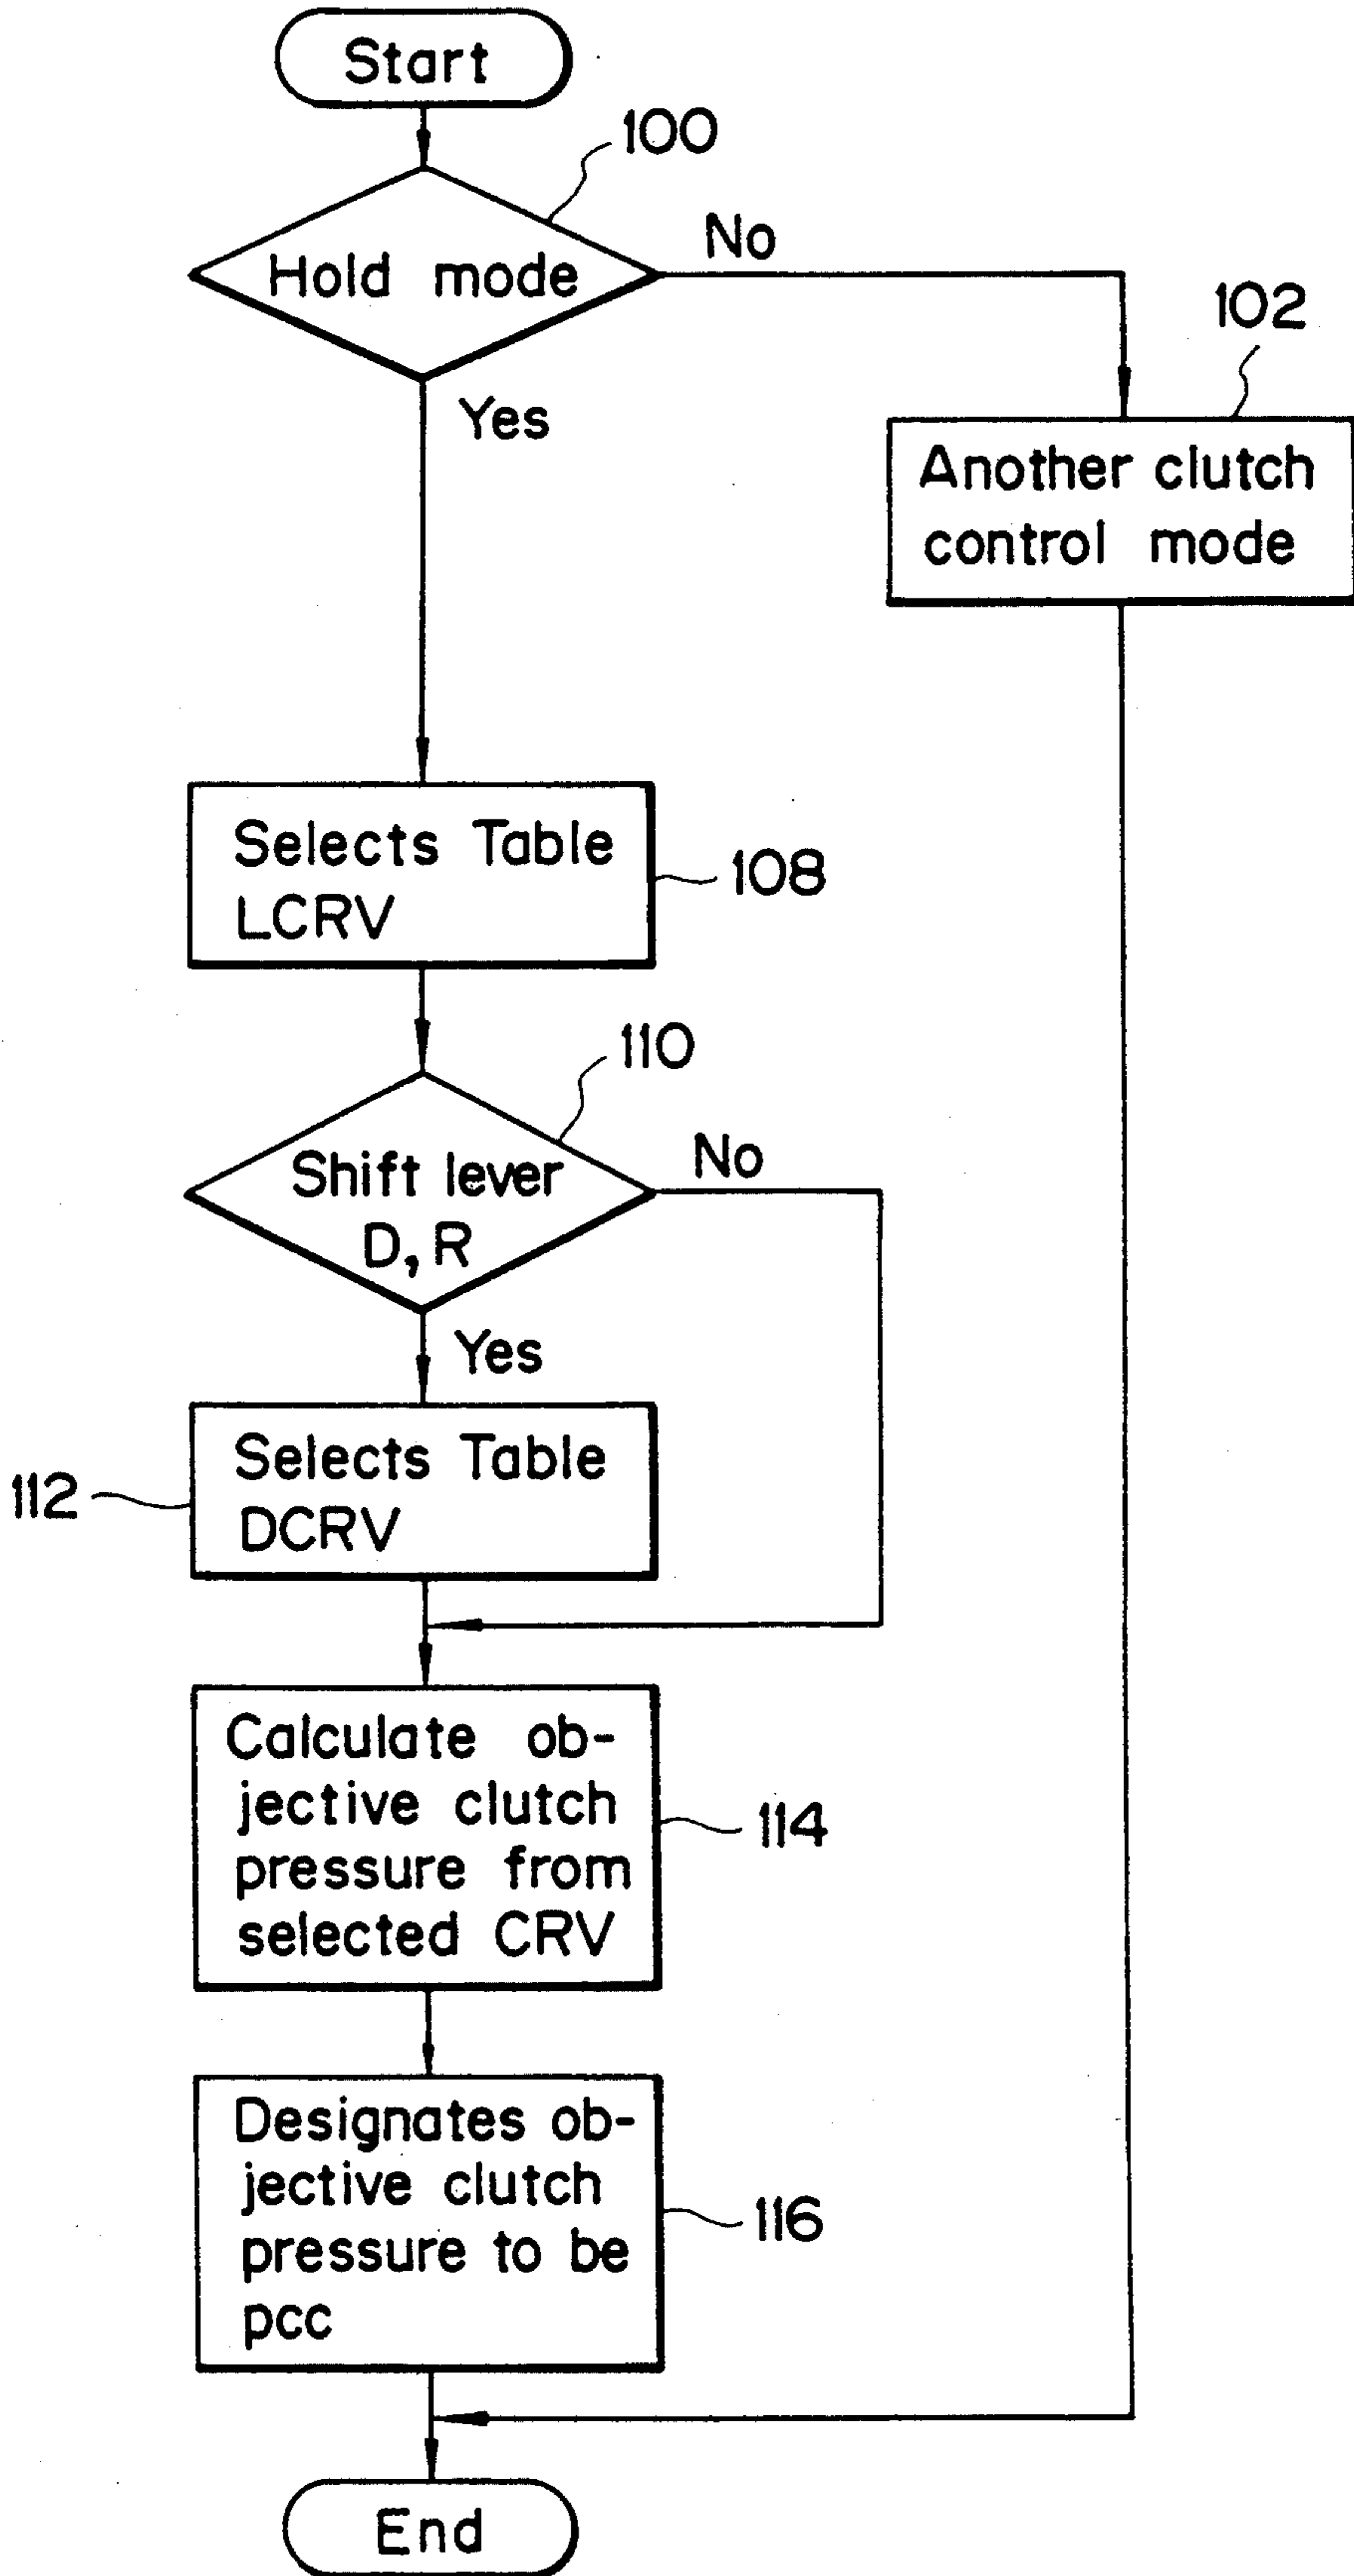 Start
100
Hold mode
No
102
Yes
Another clutch
control mode
Selects Table
LCRV
108
110
Shift lever
D, R
No
Yes
Selects Table
DCRV
112
Calculate ob-
jective clutch
pressure from
selected CRV
114
Designates ob-
jective clutch
pressure to be
pcc
116
End